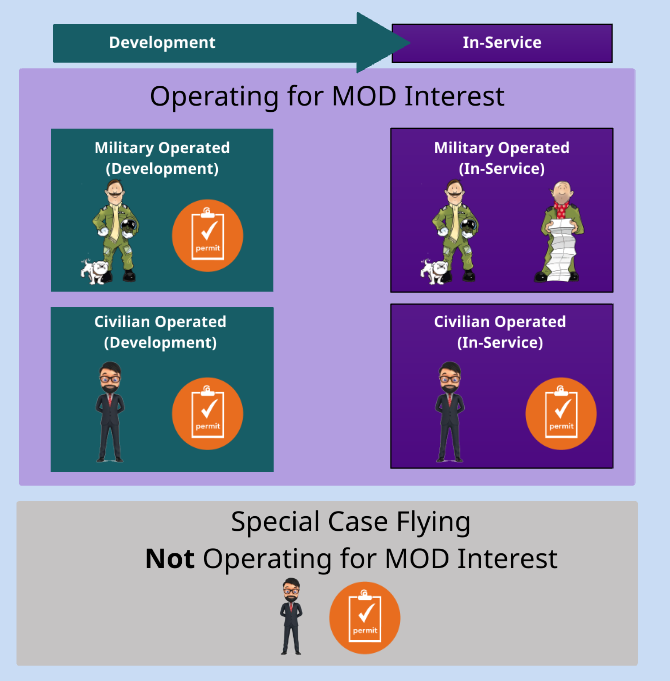 Development
In-Service
Operating for MOD Interest
Military Operated
(Development)
permit
Military Operated
(In-Service)
Civilian Operated
(Development)
permit
Civilian Operated
(In-Service)
permit
Special Case Flying
Not Operating for MOD Interest
permit